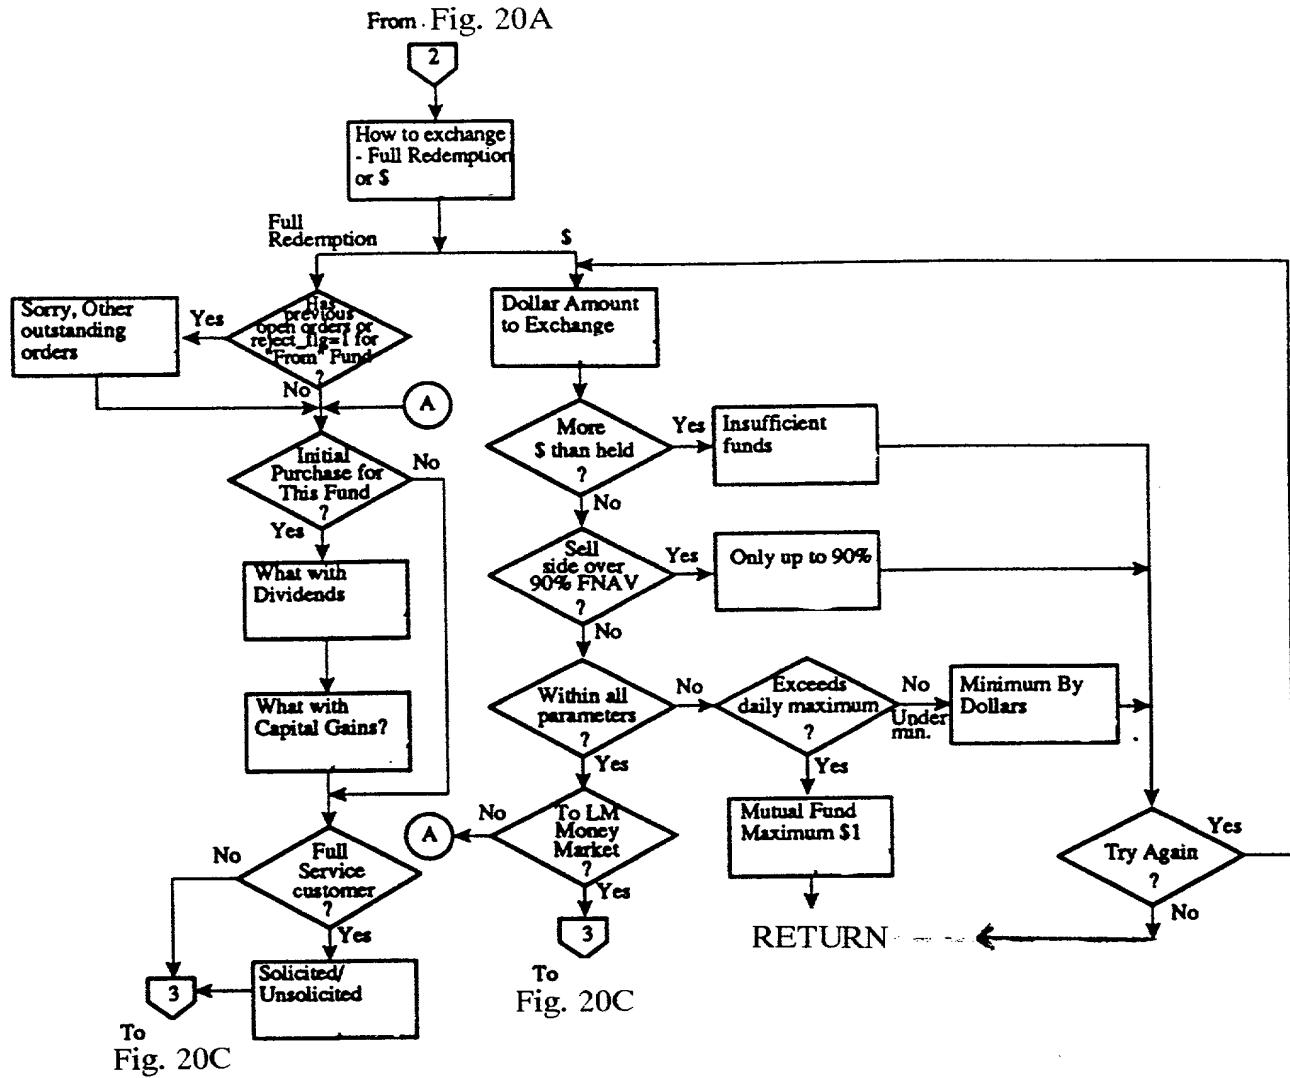 From Fig. 20A
2
How to exchange
- Full Redemption
or $
Full
Redemption
$
Has
previous
open orders or
reject_flg=1 for
"From" Fund
?
Yes
Sorry, Other
outstanding
orders
No
A
Initial
Purchase for
This Fund
?
No
Yes
What with
Dividends
What with
Capital Gains?
Full
Service
customer
?
No
Yes
Solicited/
Unsolicited
3
To
Fig. 20C
Dollar Amount
to Exchange
More
$ than held
?
Yes
Insufficient
funds
No
Sell
side over
90% FNAV
?
Yes
Only up to 90%
No
Within all
parameters
?
No
Exceeds
daily maximum
?
No
Under
min.
Minimum By
Dollars
Yes
Yes
Mutual Fund
Maximum $1
To LM
Money
Market
?
No
A
Yes
3
To
Fig. 20C
RETURN
Try Again
?
Yes
No